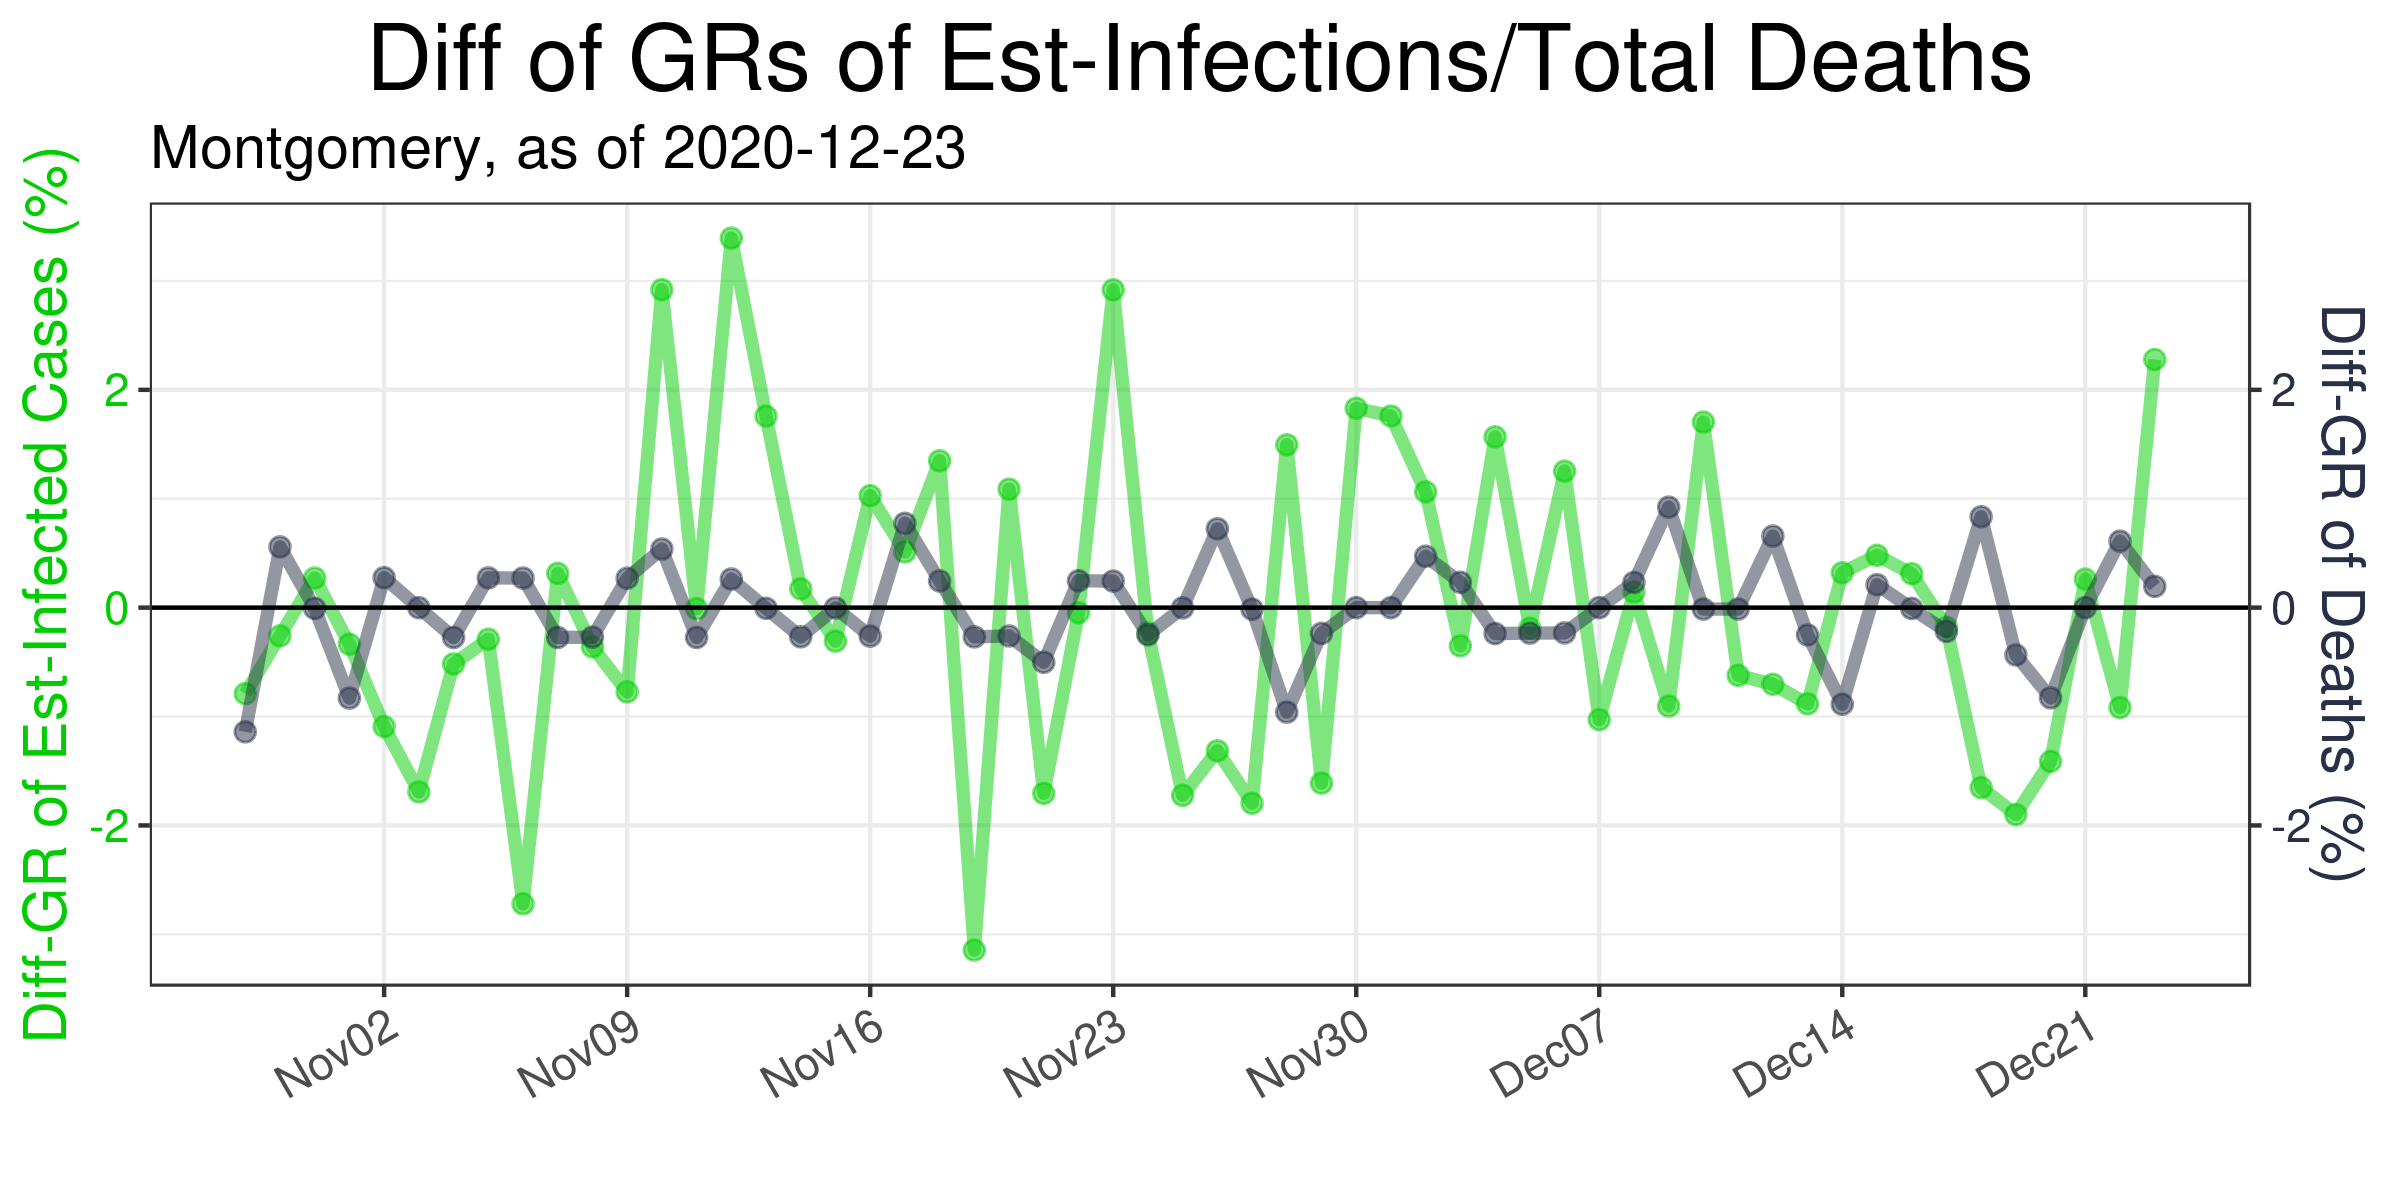 Diff of GRs of Est-Infections/Total Deaths
Montgomery, as of 2020-12-23
Diff-GR of Est-Infected Cases (%)
2
0
-2
2
0
-2
Diff-GR of Deaths (%)
Nov02
Nov09
Nov16
Nov23
Nov30
Dec07
Dec14
Dec21